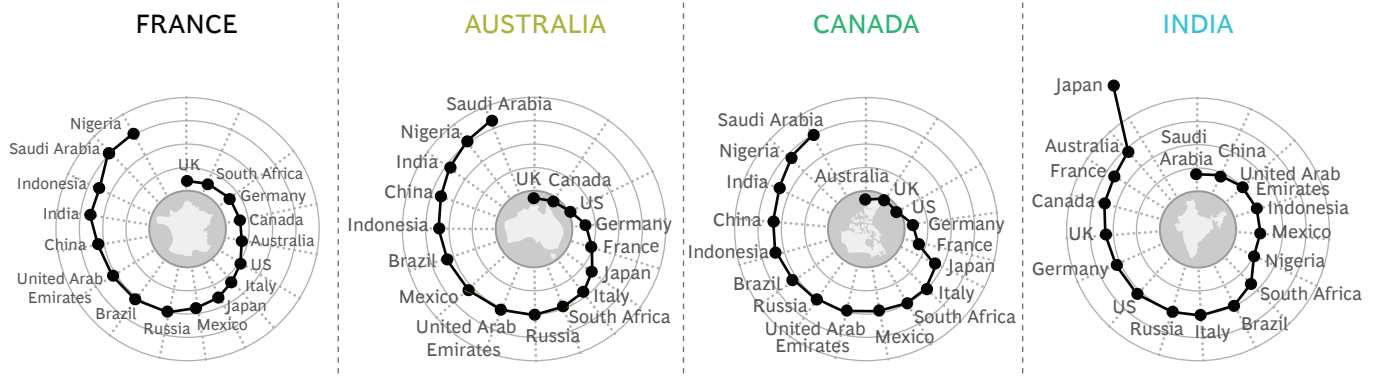 FRANCE
Nigeria
Saudi Arabia
Indonesia
India
China
United Arab
Emirates
Brazil
Russia
Mexico
Japan
Italy
US
Australia
Canada
Germany
South Africa
UK
AUSTRALIA
Saudi Arabia
Nigeria
India
China
Indonesia
Brazil
Mexico
United Arab
Emirates
Russia
South Africa
Italy
Japan
France
Germany
US
Canada
UK
CANADA
Saudi Arabia
Nigeria
India
China
Indonesia
Brazil
Russia
United Arab
Emirates
Mexico
South Africa
Italy
Japan
France
Germany
US
UK
Australia
INDIA
Japan
Australia
France
Canada
UK
Germany
US
Russia
Italy
Brazil
South Africa
Nigeria
Mexico
Indonesia
United Arab
Emirates
China
Saudi
Arabia